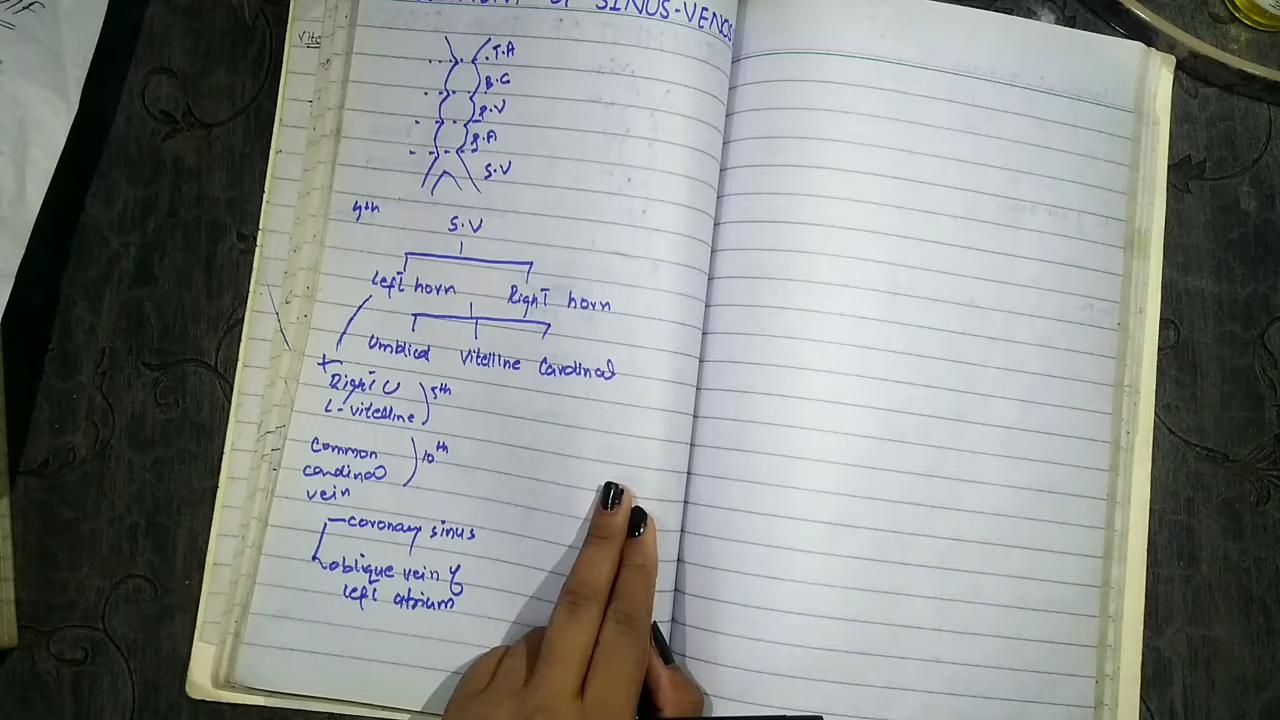 OF SINUS-VENOS
T.A
B.C
P.V
P.A
S.V
4th
S.V
Left horn Right horn
Umblical Vitelline Cardinal
Right U
L-vitelline
5th
Common
cardinal
vein
10th
coronary sinus
oblique vein of
left atrium